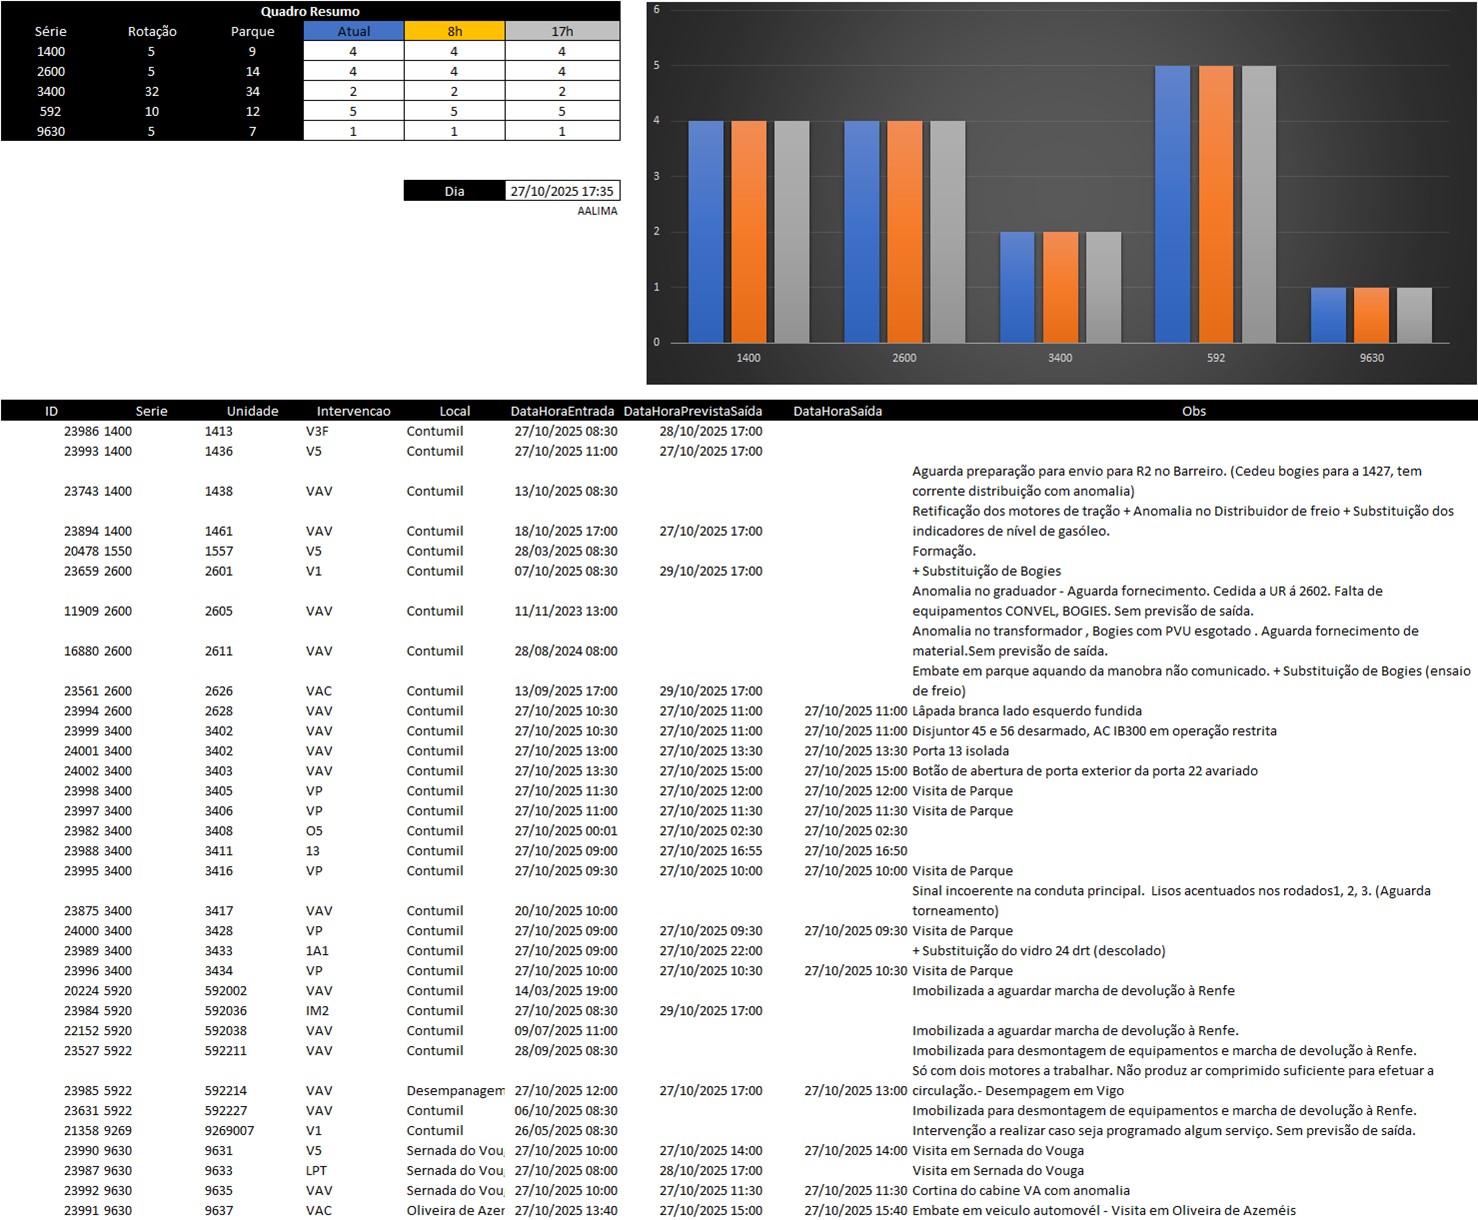 Quadro Resumo
Série Rotação Parque Atual 8h 17h
1400 5 9 4 4 4
2600 5 14 4 4 4
3400 32 34 2 2 2
592 10 12 5 5 5
9630 5 7 1 1 1
Dia 27/10/2025 17:35
AALIMA
6
5
4
3
2
1
0
1400 2600 3400 592 9630
ID Serie Unidade Intervencao Local DataHoraEntrada DataHoraPrevistaSaída DataHoraSaída Obs
23986 1400 1413 V3F Contumil 27/10/2025 08:30 28/10/2025 17:00
23993 1400 1436 V5 Contumil 27/10/2025 11:00 27/10/2025 17:00
Aguarda preparação para envio para R2 no Barreiro. (Cedeu bogies para a 1427, tem
23743 1400 1438 VAV Contumil 13/10/2025 08:30 corrente distribuição com anomalia)
Retificação dos motores de tração + Anomalia no Distribuidor de freio + Substituição dos
23894 1400 1461 VAV Contumil 18/10/2025 17:00 27/10/2025 17:00 indicadores de nível de gasóleo.
20478 1550 1557 V5 Contumil 28/03/2025 08:30 Formação.
23659 2600 2601 V1 Contumil 07/10/2025 08:30 29/10/2025 17:00 + Substituição de Bogies
Anomalia no graduador - Aguarda fornecimento. Cedida a UR á 2602. Falta de
11909 2600 2605 VAV Contumil 11/11/2023 13:00 equipamentos CONVEL, BOGIES. Sem previsão de saída.
Anomalia no transformador , Bogies com PVU esgotado . Aguarda fornecimento de
16880 2600 2611 VAV Contumil 28/08/2024 08:00 material.Sem previsão de saída.
Embate em parque aquando da manobra não comunicado. + Substituição de Bogies (ensaio
23561 2600 2626 VAC Contumil 13/09/2025 17:00 29/10/2025 17:00 de freio)
23994 2600 2628 VAV Contumil 27/10/2025 10:30 27/10/2025 11:00 27/10/2025 11:00 Lâpada branca lado esquerdo fundida
23999 3400 3402 VAV Contumil 27/10/2025 10:30 27/10/2025 11:00 27/10/2025 11:00 Disjuntor 45 e 56 desarmado, AC IB300 em operação restrita
24001 3400 3402 VAV Contumil 27/10/2025 13:00 27/10/2025 13:30 27/10/2025 13:30 Porta 13 isolada
24002 3400 3403 VAV Contumil 27/10/2025 13:30 27/10/2025 15:00 27/10/2025 15:00 Botão de abertura de porta exterior da porta 22 avariado
23998 3400 3405 VP Contumil 27/10/2025 11:30 27/10/2025 12:00 27/10/2025 12:00 Visita de Parque
23997 3400 3406 VP Contumil 27/10/2025 11:00 27/10/2025 11:30 27/10/2025 11:30 Visita de Parque
23982 3400 3408 O5 Contumil 27/10/2025 00:01 27/10/2025 02:30 27/10/2025 02:30
23988 3400 3411 13 Contumil 27/10/2025 09:00 27/10/2025 16:55 27/10/2025 16:50
23995 3400 3416 VP Contumil 27/10/2025 09:30 27/10/2025 10:00 27/10/2025 10:00 Visita de Parque
Sinal incoerente na conduta principal. Lisos acentuados nos rodados1, 2, 3. (Aguarda
23875 3400 3417 VAV Contumil 20/10/2025 10:00 torneamento)
24000 3400 3428 VP Contumil 27/10/2025 09:00 27/10/2025 09:30 27/10/2025 09:30 Visita de Parque
23989 3400 3433 1A1 Contumil 27/10/2025 09:00 27/10/2025 22:00 + Substituição do vidro 24 drt (descolado)
23996 3400 3434 VP Contumil 27/10/2025 10:00 27/10/2025 10:30 27/10/2025 10:30 Visita de Parque
20224 5920 592002 VAV Contumil 14/03/2025 19:00 Imobilizada a aguardar marcha de devolução à Renfe
23984 5920 592036 IM2 Contumil 27/10/2025 08:30 29/10/2025 17:00
22152 5920 592038 VAV Contumil 09/07/2025 11:00 Imobilizada a aguardar marcha de devolução à Renfe.
23527 5922 592211 VAV Contumil 28/09/2025 08:30 Imobilizada para desmontagem de equipamentos e marcha de devolução à Renfe.
Só com dois motores a trabalhar. Não produz ar comprimido suficiente para efetuar a
23985 5922 592214 VAV Desempanagem 27/10/2025 12:00 27/10/2025 17:00 27/10/2025 13:00 circulação.- Desempagem em Vigo
23631 5922 592227 VAV Contumil 06/10/2025 08:30 Imobilizada para desmontagem de equipamentos e marcha de devolução à Renfe.
21358 9269 9269007 V1 Contumil 26/05/2025 08:30 Intervenção a realizar caso seja programado algum serviço. Sem previsão de saída.
23990 9630 9631 V5 Sernada do Vou 27/10/2025 10:00 27/10/2025 14:00 27/10/2025 14:00 Visita em Sernada do Vouga
23987 9630 9633 LPT Sernada do Vou 27/10/2025 08:00 28/10/2025 17:00 Visita em Sernada do Vouga
23992 9630 9635 VAV Sernada do Vou 27/10/2025 10:00 27/10/2025 11:30 27/10/2025 11:30 Cortina do cabine VA com anomalia
23991 9630 9637 VAC Oliveira de Azer 27/10/2025 13:40 27/10/2025 15:00 27/10/2025 15:40 Embate em veiculo automovél - Visita em Oliveira de Azeméis